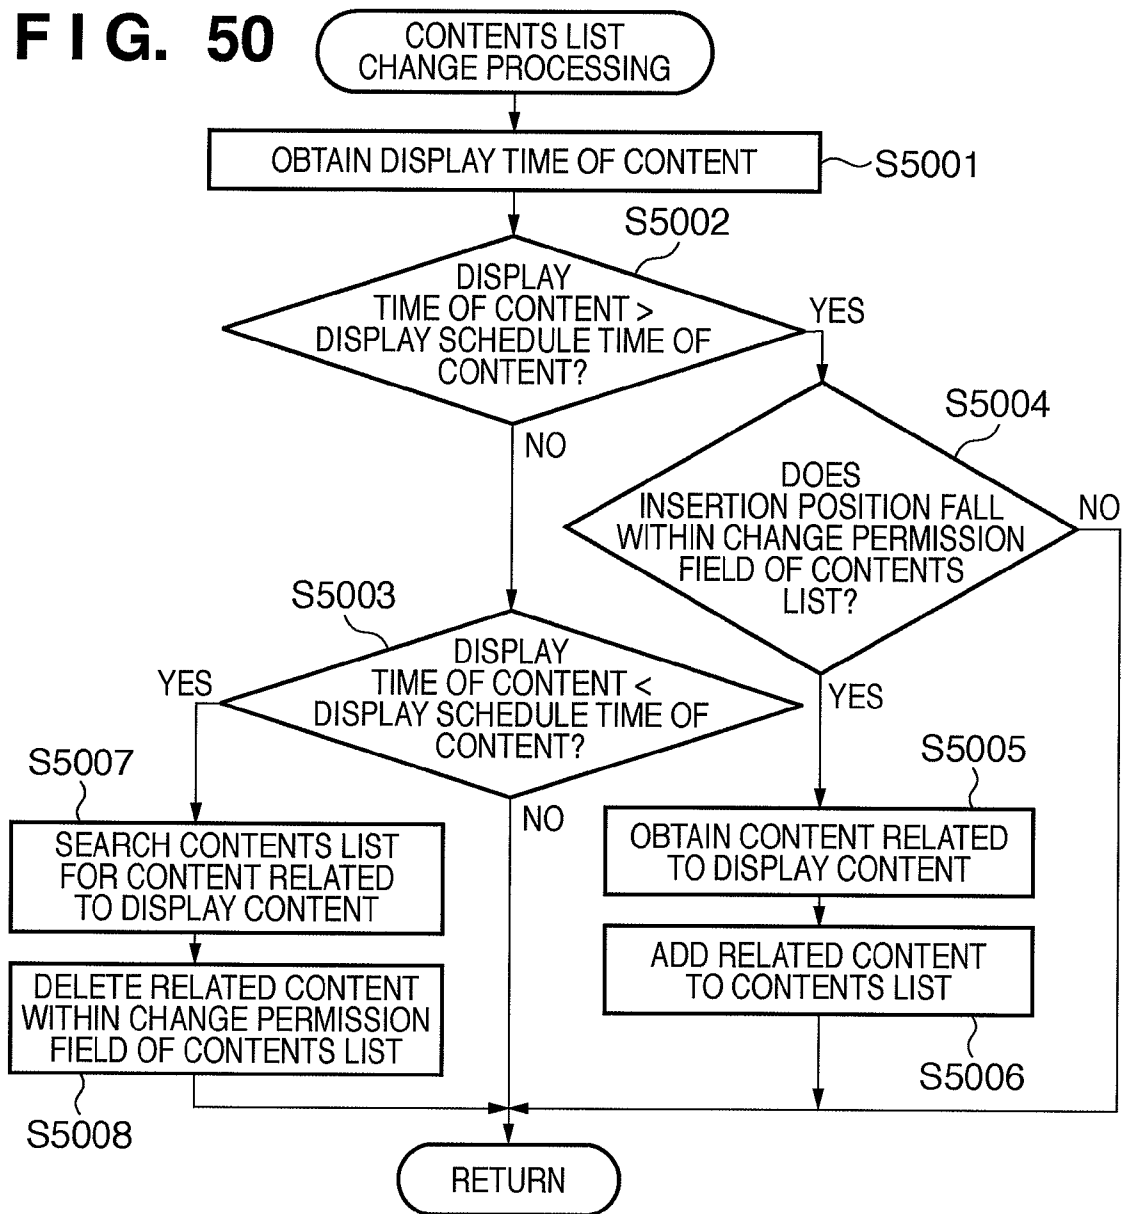 FIG. 50
CONTENTS LIST
CHANGE PROCESSING
OBTAIN DISPLAY TIME OF CONTENT
S5001
S5002
DISPLAY
TIME OF CONTENT >
DISPLAY SCHEDULE TIME OF
CONTENT?
YES
NO
S5004
DOES
INSERTION POSITION FALL
WITHIN CHANGE PERMISSION
FIELD OF CONTENTS
LIST?
NO
YES
S5003
DISPLAY
TIME OF CONTENT <
DISPLAY SCHEDULE TIME OF
CONTENT?
YES
NO
S5007
SEARCH CONTENTS LIST
FOR CONTENT RELATED
TO DISPLAY CONTENT
DELETE RELATED CONTENT
WITHIN CHANGE PERMISSION
FIELD OF CONTENTS LIST
S5008
S5005
OBTAIN CONTENT RELATED
TO DISPLAY CONTENT
ADD RELATED CONTENT
TO CONTENTS LIST
S5006
RETURN